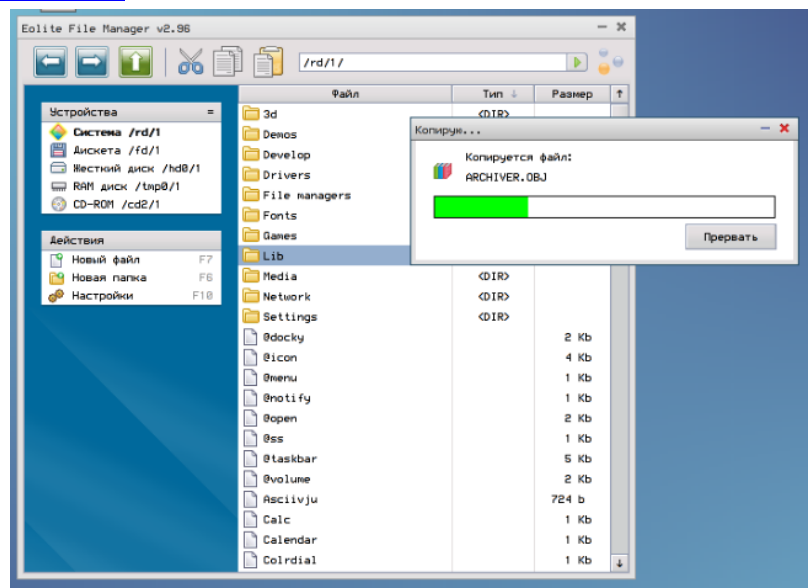 Eolite File Manager v2.96
/rd/1/
Устройства =
Система /rd/1
Дискета /fd/1
Жесткий диск /hd0/1
RAM диск /tmp0/1
CD-ROM /cd2/1
Действия
Новый файл F7
Новая папка F6
Настройки F10
Файл Тип ↓ Размер
3d <DIR>
Demos
Develop
Drivers
File managers
Fonts
Games
Lib
Media <DIR>
Network <DIR>
Settings <DIR>
@docky 2 Kb
@icon 4 Kb
@menu 1 Kb
@notify 1 Kb
@open 2 Kb
@ss 1 Kb
@taskbar 5 Kb
@volume 2 Kb
Asciivju 724 b
Calc 1 Kb
Calendar 1 Kb
Colrdial 1 Kb
Копирую...
Копируется файл:
ARCHIVER.OBJ
Прервать